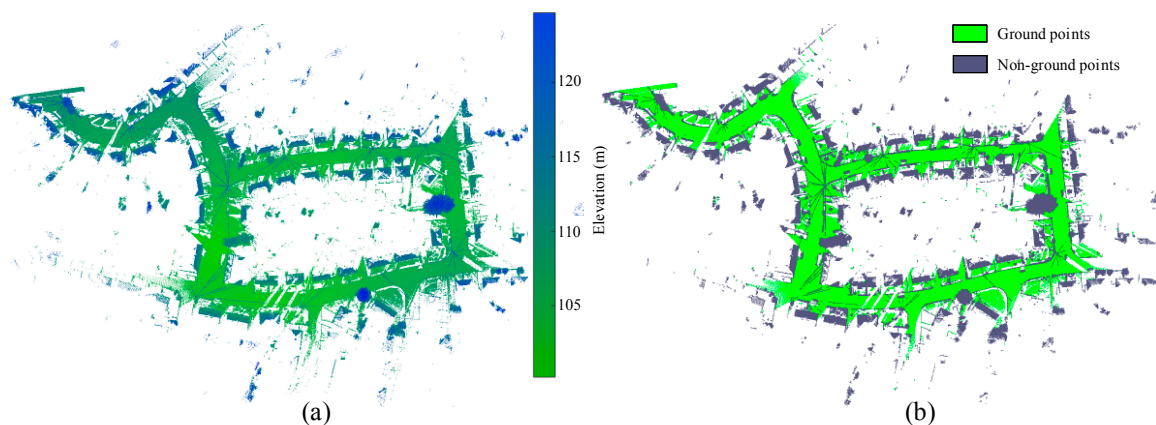 120
115
110
105
Elevation (m)
Ground points
Non-ground points
(a)
(b)